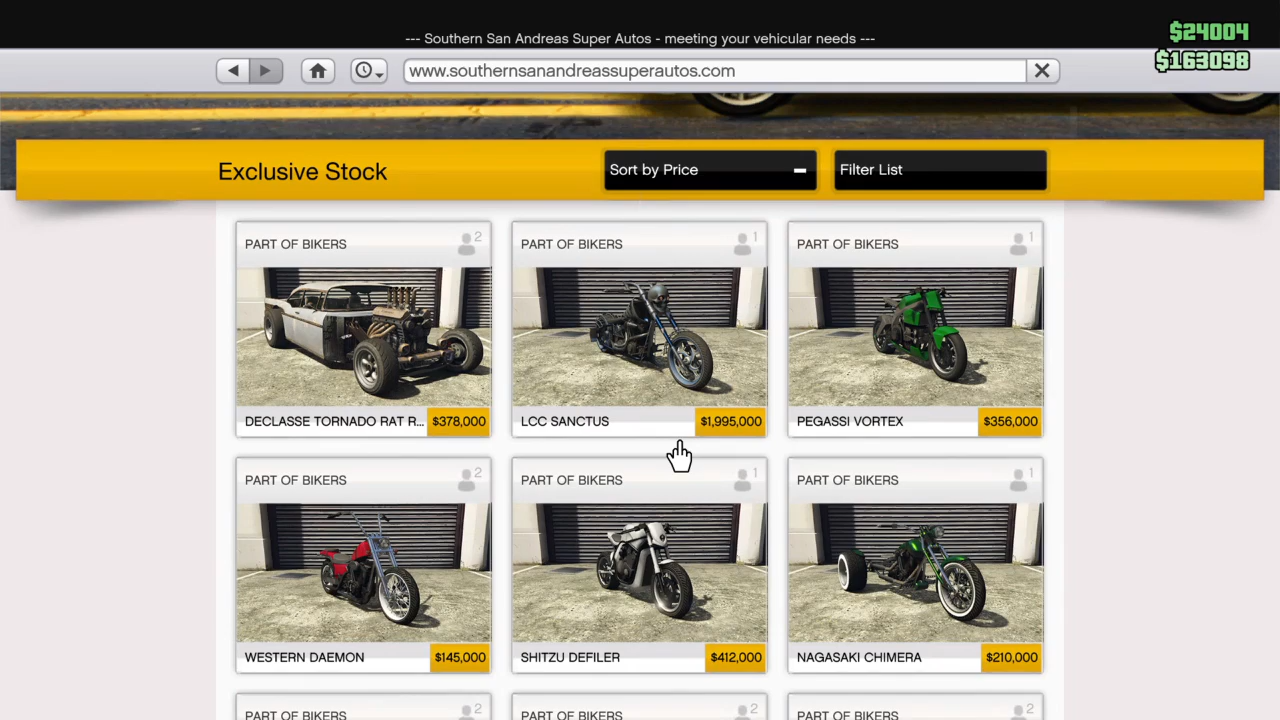 --- Southern San Andreas Super Autos - meeting your vehicular needs ---
$24004
$163098
www.southernsanandreassuperautos.com
Exclusive Stock
Sort by Price
Filter List
PART OF BIKERS 2
PART OF BIKERS 1
PART OF BIKERS 1
DECLASSE TORNADO RAT R... $378,000
LCC SANCTUS $1,995,000
PEGASSI VORTEX $356,000
PART OF BIKERS 2
PART OF BIKERS 1
PART OF BIKERS 1
WESTERN DAEMON $145,000
SHITZU DEFILER $412,000
NAGASAKI CHIMERA $210,000
PART OF BIKERS 2
PART OF BIKERS 2
PART OF BIKERS 2